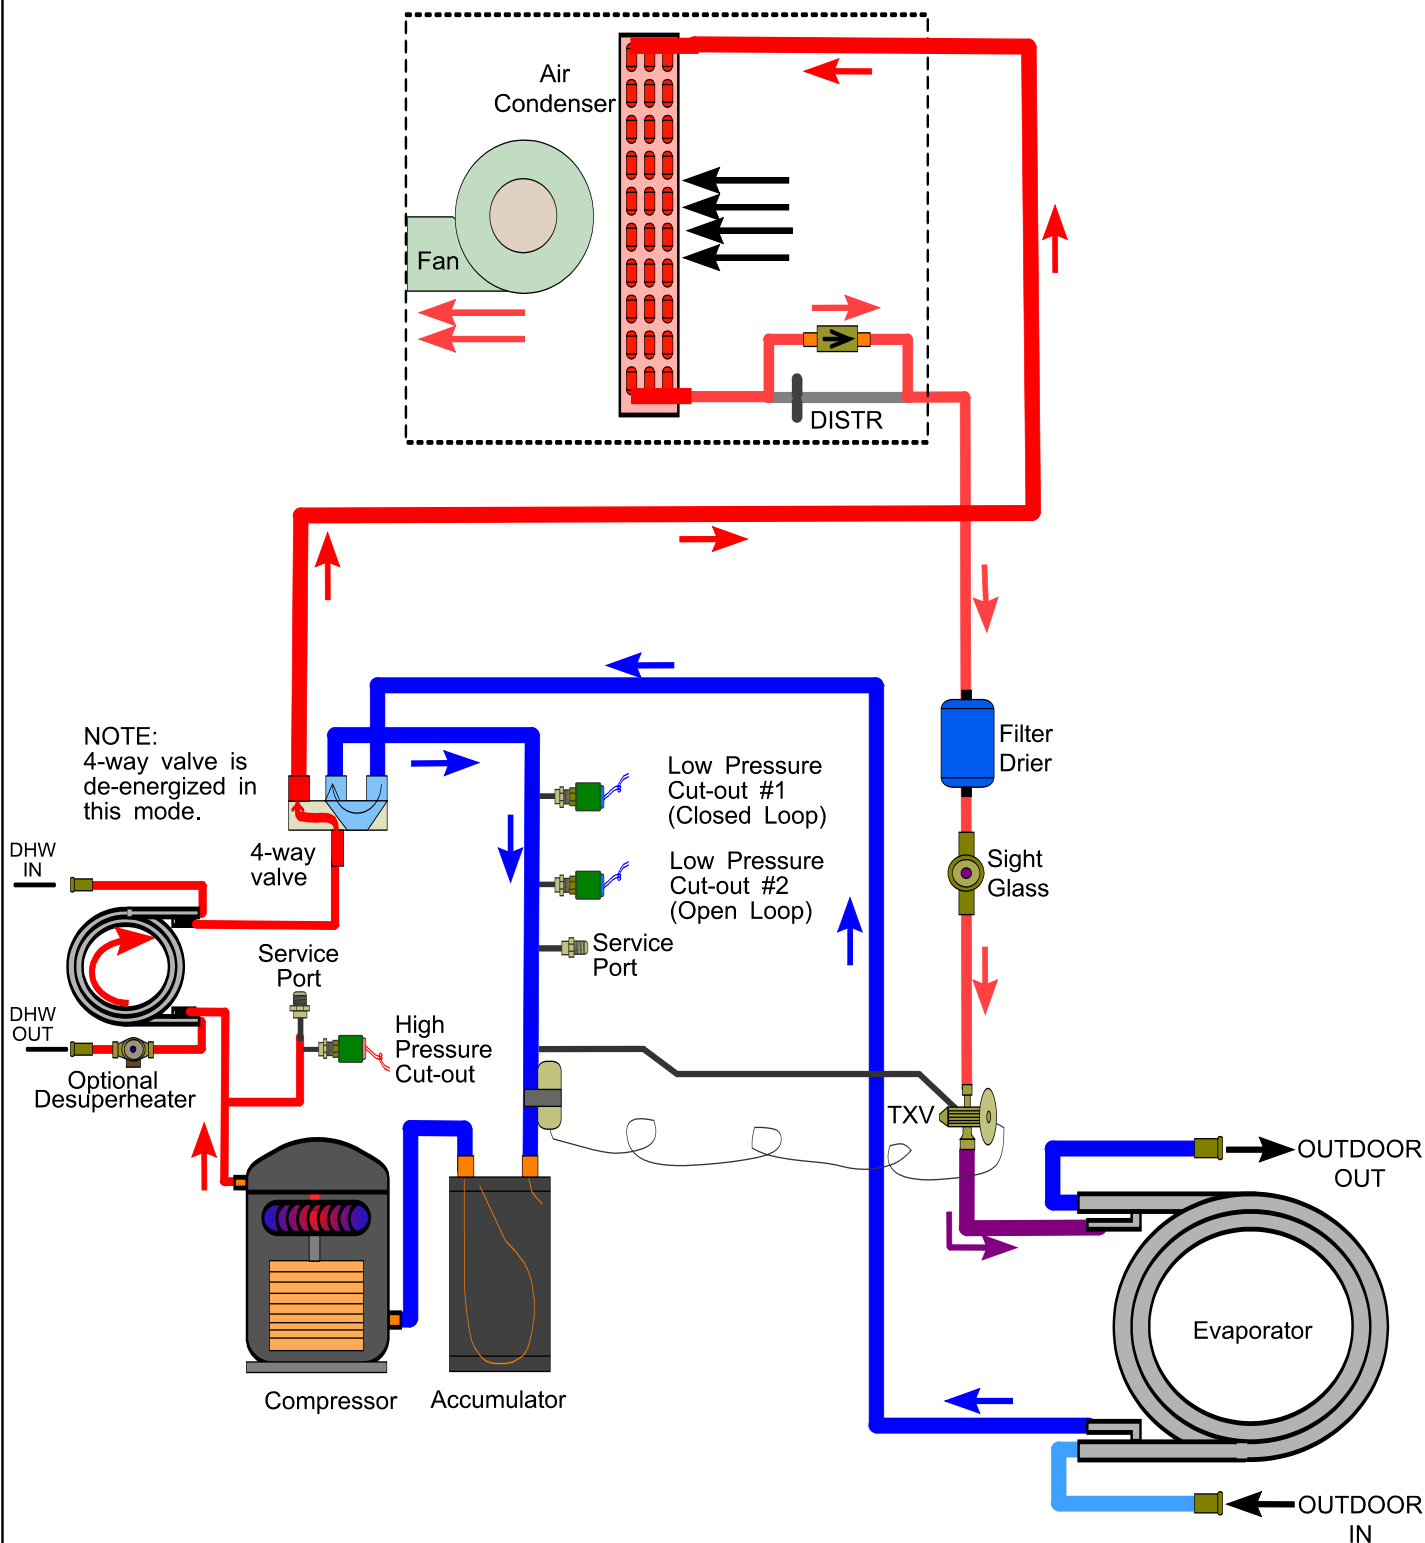 Air
Condenser
Fan
DISTR
NOTE:
4-way valve is
de-energized in
this mode.
Filter
Drier
Low Pressure
Cut-out #1
(Closed Loop)
4-way
valve
DHW
IN
Low Pressure
Cut-out #2
(Open Loop)
Sight
Glass
Service
Port
Service
Port
DHW
OUT
High
Pressure
Cut-out
Optional
Desuperheater
TXV
OUTDOOR
OUT
Evaporator
Compressor
Accumulator
OUTDOOR
IN